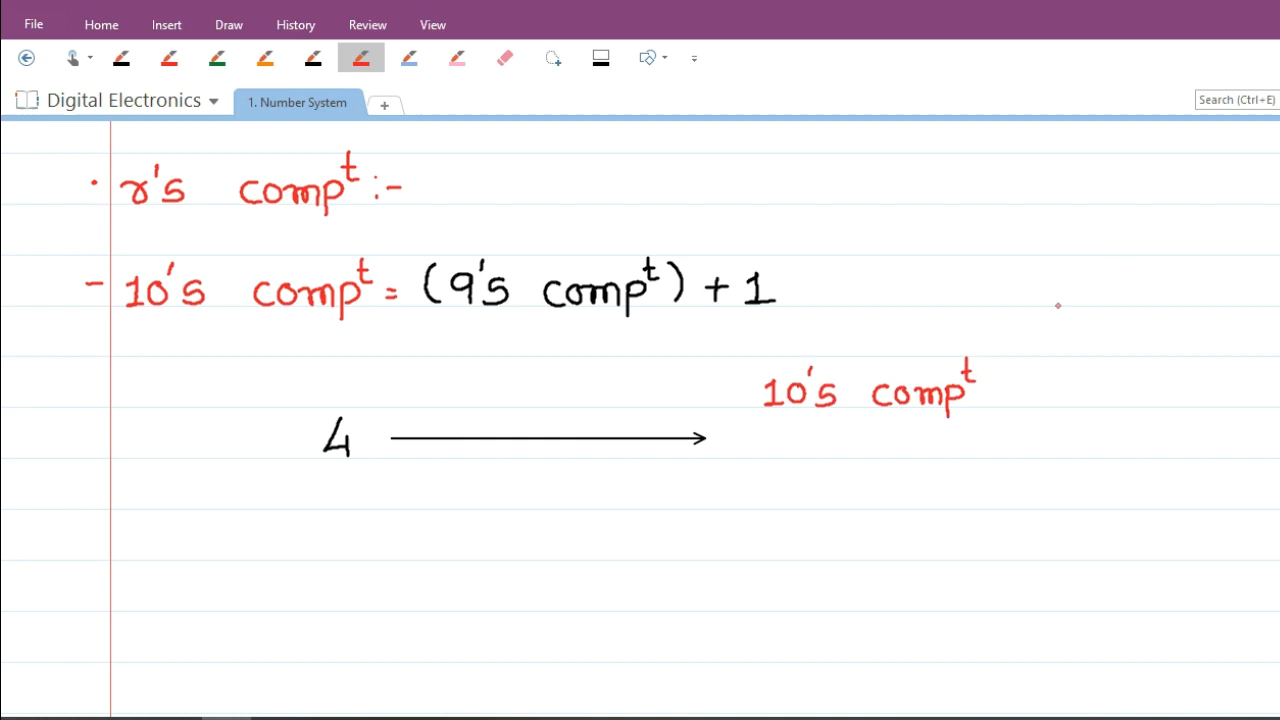 File Home Insert Draw History Review View
Digital Electronics 1. Number System + Search (Ctrl+E)
· r's compᵗ :-
- 10's compᵗ = (9's compᵗ) + 1
10's compᵗ
4 ⟶